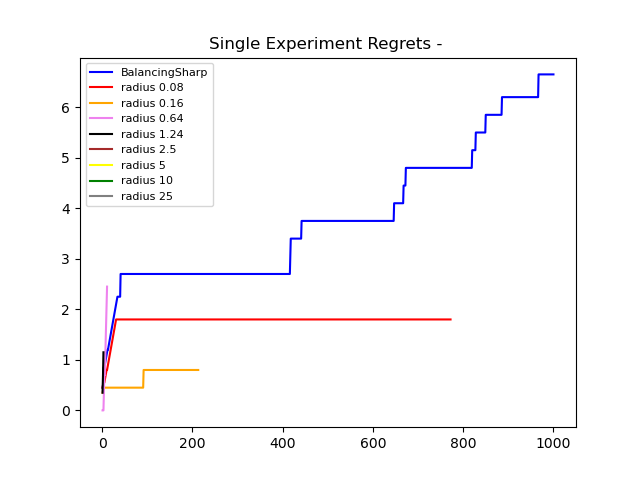 Single Experiment Regrets -
BalancingSharp
radius 0.08
radius 0.16
radius 0.64
radius 1.24
radius 2.5
radius 5
radius 10
radius 25
6
5
4
3
2
1
0
0 200 400 600 800 1000